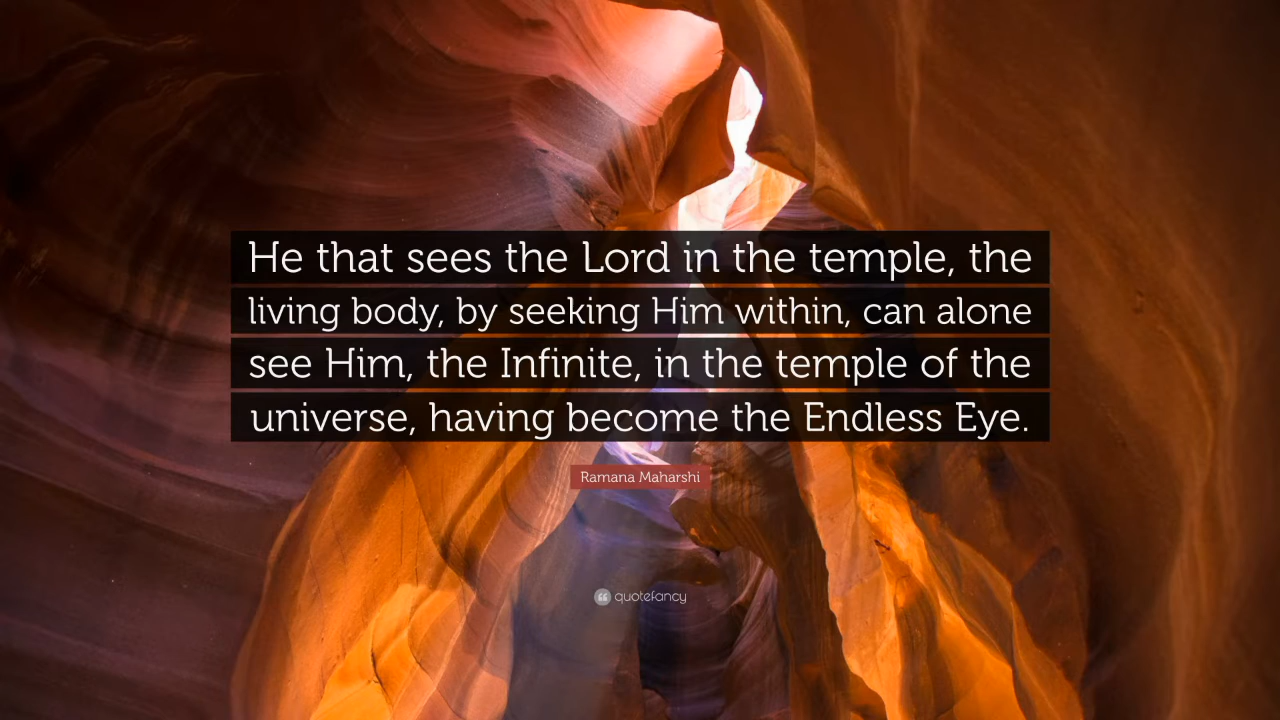 He that sees the Lord in the temple, the
living body, by seeking Him within, can alone
see Him, the Infinite, in the temple of the
universe, having become the Endless Eye.
Ramana Maharshi
quotefancy